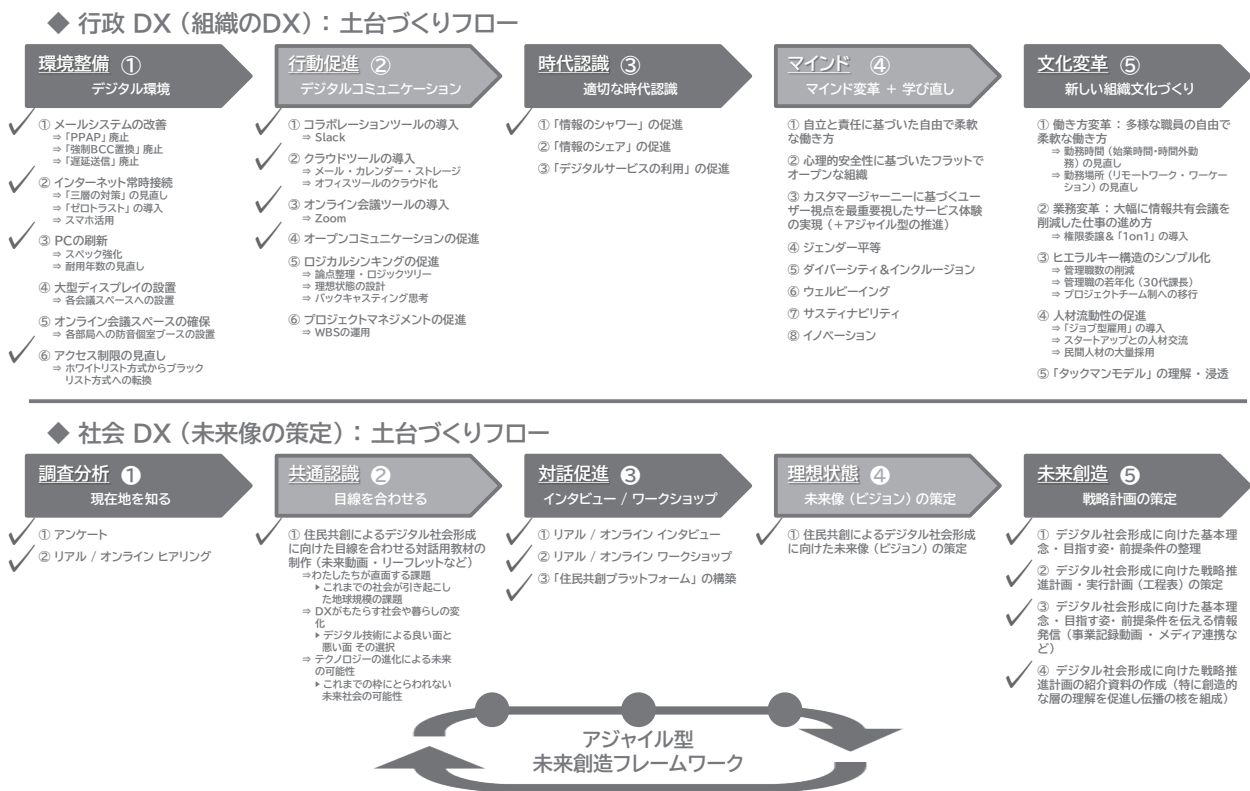 ◆ 行政 DX（組織のDX）：土台づくりフロー
環境整備 ①
デジタル環境
① メールシステムの改善
⇒「PPAP」廃止
⇒「強制BCC置換」廃止
⇒「遅延送信」廃止
② インターネット常時接続
⇒「三層の対策」の見直し
⇒「ゼロトラスト」の導入
⇒ スマホ活用
③ PCの刷新
⇒ スペック強化
⇒ 耐用年数の見直し
④ 大型ディスプレイの設置
⇒ 各会議スペースへの設置
⑤ オンライン会議スペースの確保
⇒ 各部局への防音個室ブースの設置
⑥ アクセス制限の見直し
⇒ ホワイトリスト方式からブラック
リスト方式への転換
行動促進 ②
デジタルコミュニケーション
① コラボレーションツールの導入
⇒ Slack
② クラウドツールの導入
⇒ メール・カレンダー・ストレージ
⇒ オフィスツールのクラウド化
③ オンライン会議ツールの導入
⇒ Zoom
④ オープンコミュニケーションの促進
⑤ ロジカルシンキングの促進
⇒ 論点整理・ロジックツリー
⇒ 理想状態の設計
⇒ バックキャスティング思考
⑥ プロジェクトマネジメントの促進
⇒ WBSの運用
時代認識 ③
適切な時代認識
①「情報のシャワー」の促進
②「情報のシェア」の促進
③「デジタルサービスの利用」の促進
マインド ④
マインド変革 + 学び直し
① 自立と責任に基づいた自由で柔軟
な働き方
② 心理的安全性に基づいたフラットで
オープンな組織
③ カスタマージャーニーに基づくユー
ザー視点を最重要視したサービス体験
の実現（+アジャイル型の推進）
④ ジェンダー平等
⑤ ダイバーシティ&インクルージョン
⑥ ウェルビーイング
⑦ サスティナビリティ
⑧ イノベーション
文化変革 ⑤
新しい組織文化づくり
① 働き方変革：多様な職員の自由で
柔軟な働き方
⇒ 勤務時間（始業時間・時間外勤
務）の見直し
⇒ 勤務場所（リモートワーク・ワーケー
ション）の見直し
② 業務変革：大幅に情報共有会議を
削減した仕事の進め方
⇒ 権限委譲&「1on1」の導入
③ ヒエラルキー構造のシンプル化
⇒ 管理職数の削減
⇒ 管理職の若年化（30代課長）
⇒ プロジェクトチーム制への移行
④ 人材流動性の促進
⇒「ジョブ型雇用」の導入
⇒ スタートアップとの人材交流
⇒ 民間人材の大量採用
⑤「タックマンモデル」の理解・浸透
◆ 社会 DX（未来像の策定）：土台づくりフロー
調査分析 ❶
現在地を知る
① アンケート
② リアル / オンライン ヒアリング
共通認識 ❷
目線を合わせる
① 住民共創によるデジタル社会形成
に向けた目線を合わせる対話用教材の
制作（未来動画・リーフレットなど）
⇒わたしたちが直面する課題
▶ これまでの社会が引き起こし
た地球規模の課題
⇒ DXがもたらす社会や暮らしの変
化
▶ デジタル技術による良い面と
悪い面 その選択
⇒ テクノロジーの進化による未来
の可能性
▶ これまでの枠にとらわれない
未来社会の可能性
対話促進 ❸
インタビュー / ワークショップ
① リアル / オンライン インタビュー
② リアル / オンライン ワークショップ
③「住民共創プラットフォーム」の構築
理想状態 ❹
未来像（ビジョン）の策定
① 住民共創によるデジタル社会形成
に向けた未来像（ビジョン）の策定
未来創造 ❺
戦略計画の策定
① デジタル社会形成に向けた基本理
念・目指す姿・前提条件の整理
② デジタル社会形成に向けた戦略推
進計画・実行計画（工程表）の策定
③ デジタル社会形成に向けた基本理
念・目指す姿・前提条件を伝える情報
発信（事業記録動画・メディア連携な
ど）
④ デジタル社会形成に向けた戦略推
進計画の紹介資料の作成（特に創造的
な層の理解を促進し伝播の核を組成）
アジャイル型
未来創造フレームワーク